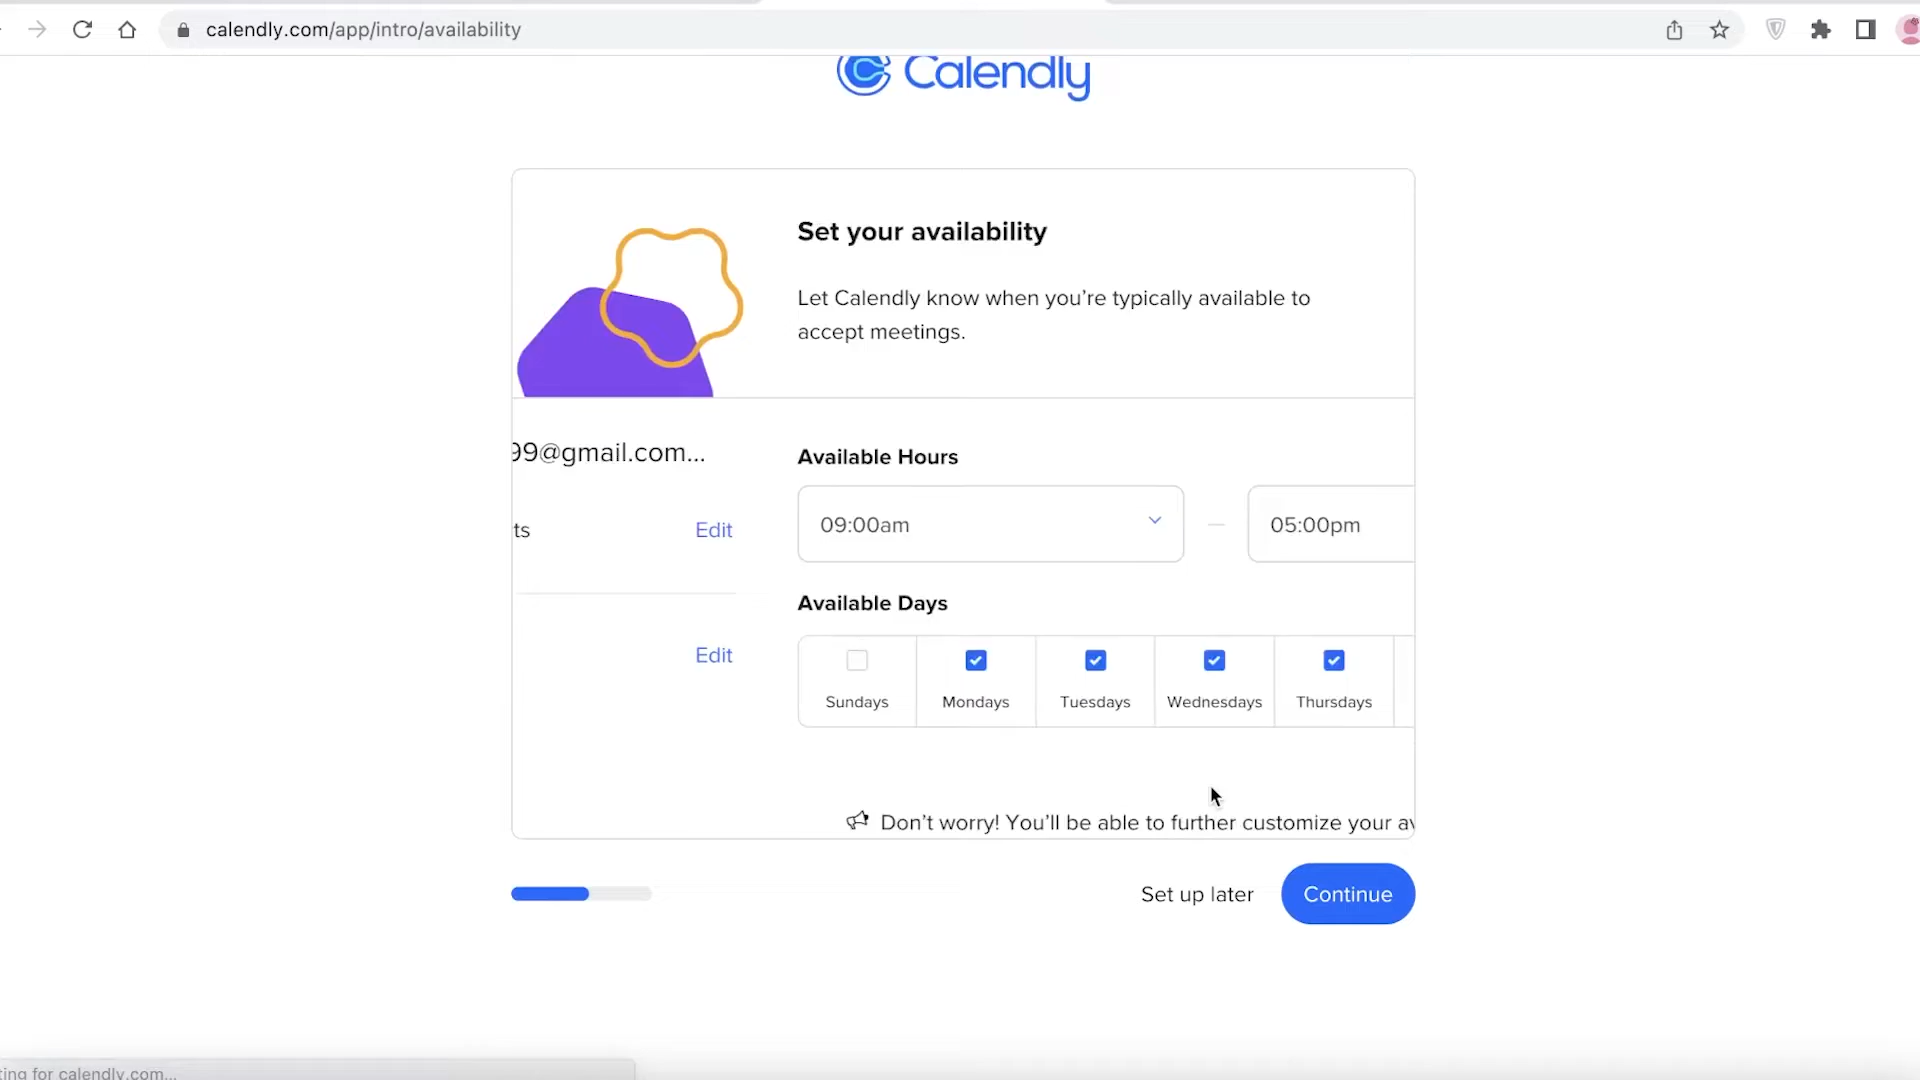 calendly.com/app/intro/availability
Calendly
Set your availability
Let Calendly know when you’re typically available to
accept meetings.
99@gmail.com...
Available Hours
09:00am
05:00pm
ts
Edit
Available Days
Edit
Sundays
Mondays
Tuesdays
Wednesdays
Thursdays
Don’t worry! You’ll be able to further customize your av
Set up later
Continue
ting for calendly.com...